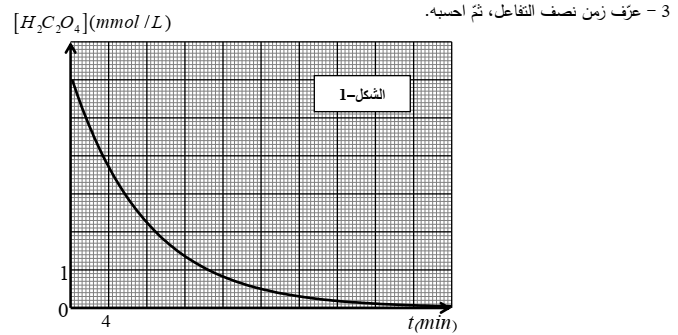 3 – عرّف زمن نصف التفاعل، ثمّ احسبه.
[H₂C₂O₄](mmol / L)
الشكل–1
1
0
4
t(min)